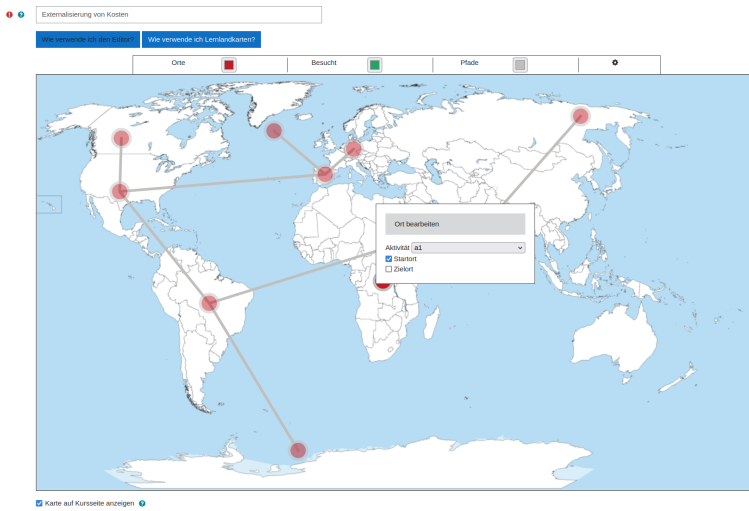 Externalisierung von Kosten
Wie verwende ich den Editor?
Wie verwende ich Lernlandkarten?
Orte
Besucht
Pfade
Ort bearbeiten
Aktivität a1
Startort
Zielort
Karte auf Kursseite anzeigen